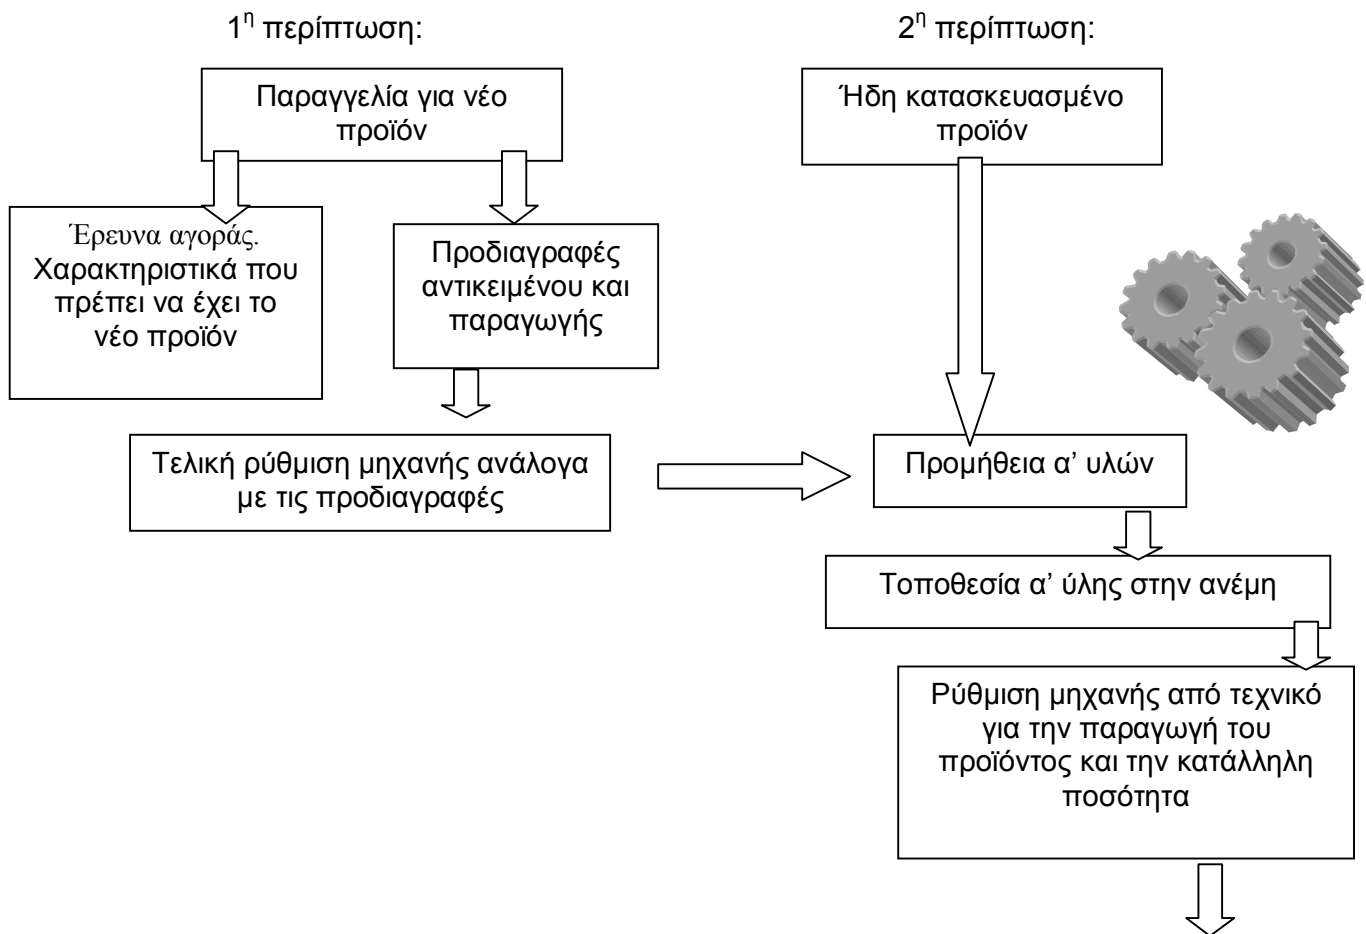 1η περίπτωση:
2η περίπτωση:
Παραγγελία για νέο
προϊόν
Ήδη κατασκευασμένο
προϊόν
Έρευνα αγοράς.
Χαρακτηριστικά που
πρέπει να έχει το
νέο προϊόν
Προδιαγραφές
αντικειμένου και
παραγωγής
Τελική ρύθμιση μηχανής ανάλογα
με τις προδιαγραφές
Προμήθεια α’ υλών
Τοποθεσία α’ ύλης στην ανέμη
Ρύθμιση μηχανής από τεχνικό
για την παραγωγή του
προϊόντος και την κατάλληλη
ποσότητα